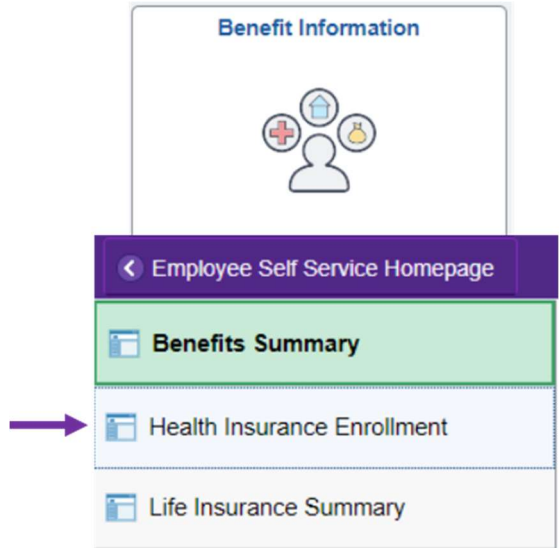 Benefit Information
Employee Self Service Homepage
Benefits Summary
Health Insurance Enrollment
Life Insurance Summary